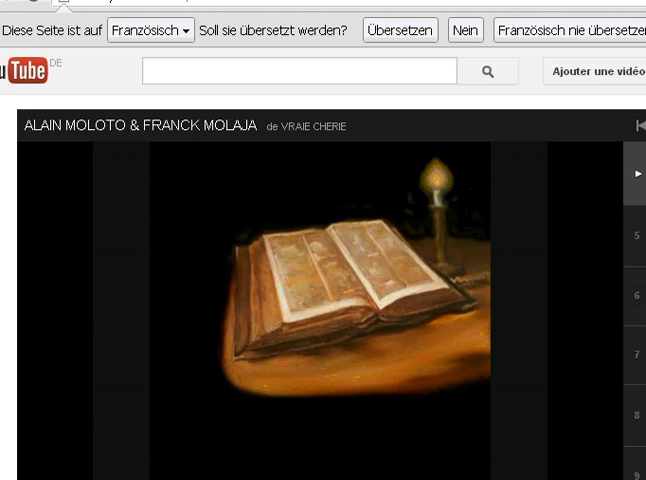 Diese Seite ist auf Französisch Soll sie übersetzt werden? Übersetzen Nein Französisch nie übersetzen
Tube DE
Ajouter une vidéo
ALAIN MOLOTO & FRANCK MOLAJA de VRAIE CHERIE
5
6
7
8
9